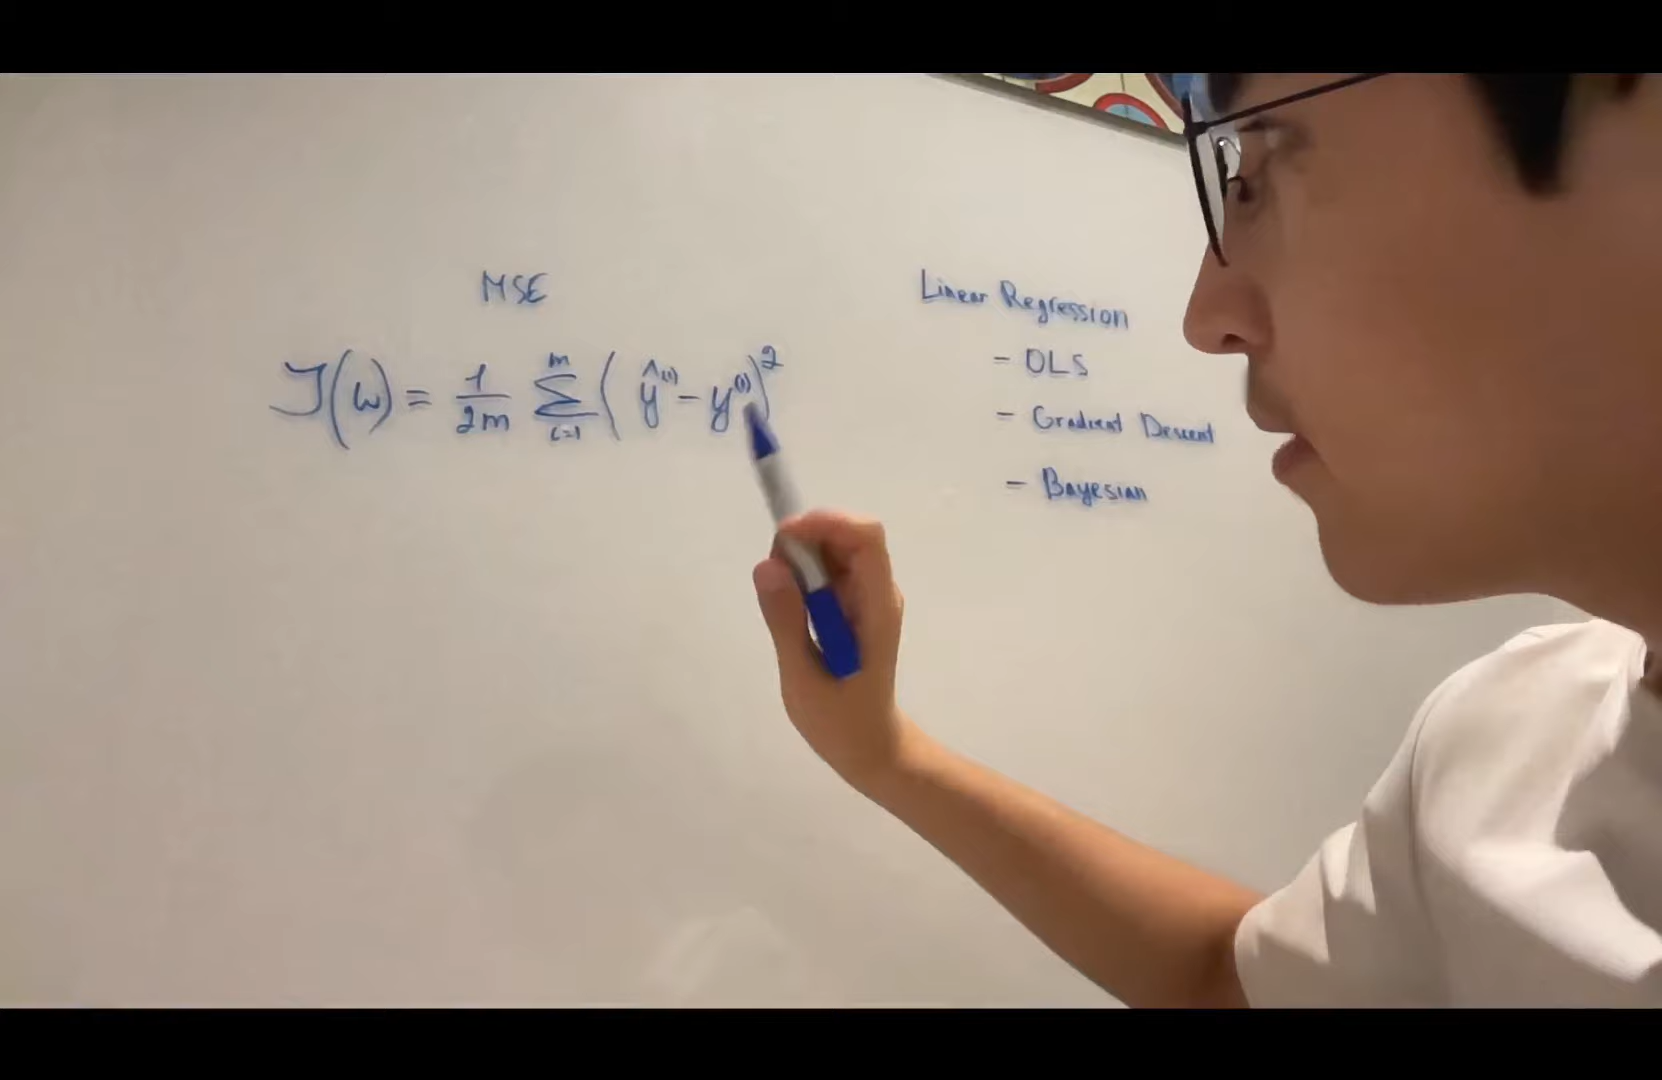 MSE
J(w) = 1/2m Σ_{i=1}^{m} (ŷ⁽ⁱ⁾ - y⁽ⁱ⁾)²
Linear Regression
- OLS
- Gradient Descent
- Bayesian